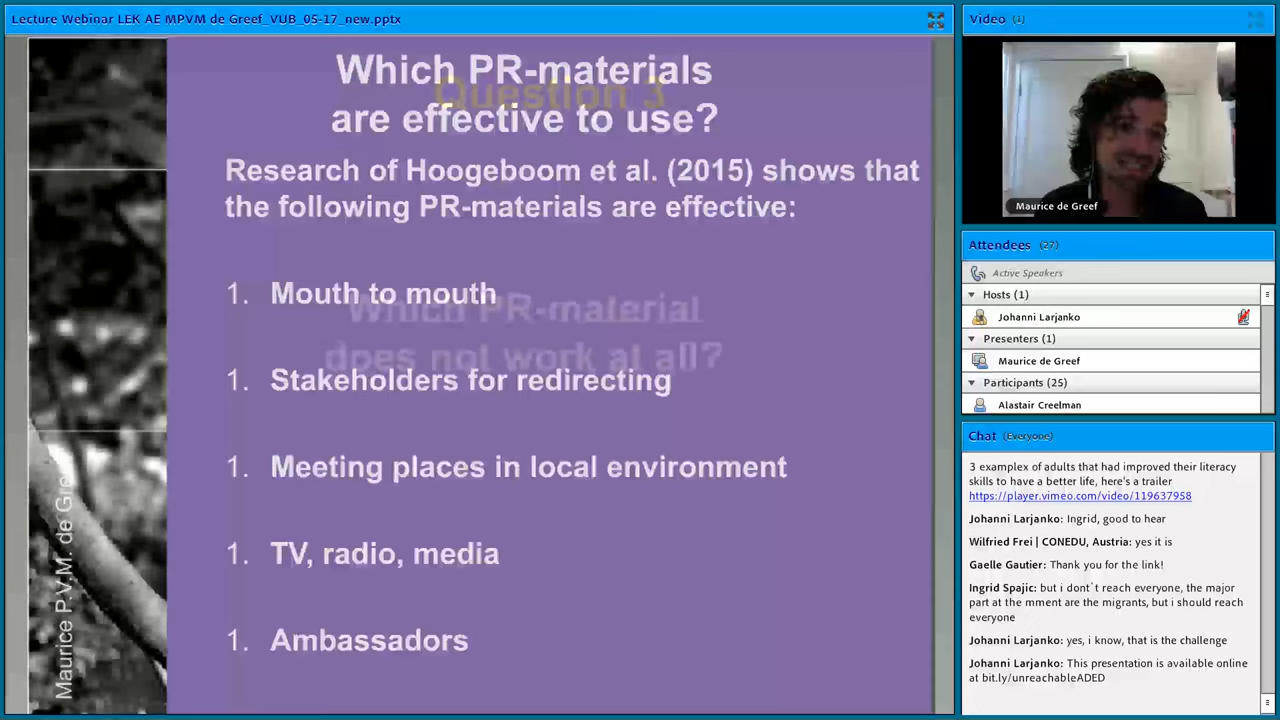 Lecture Webinar LEK AE MPVM de Greef_VUB_05-17_new.pptx
Which PR-materials
are effective to use?
Question 3
Research of Hoogeboom et al. (2015) shows that
the following PR-materials are effective:
1. Mouth to mouth
Which PR-material
does not work at all?
1. Stakeholders for redirecting
1. Meeting places in local environment
1. TV, radio, media
1. Ambassadors
Maurice P.V.M. de Greef
Video (1)
Maurice de Greef
Attendees (27)
Active Speakers
Hosts (1)
Johanni Larjanko
Presenters (1)
Maurice de Greef
Participants (25)
Alastair Creelman
Chat (Everyone)
3 examplex of adults that had improved their literacy
skills to have a better life, here's a trailer
https://player.vimeo.com/video/119637958
Johanni Larjanko: Ingrid, good to hear
Wilfried Frei | CONEDU, Austria: yes it is
Gaelle Gautier: Thank you for the link!
Ingrid Spajic: but i dont`t reach everyone, the major
part at the mment are the migrants, but i should reach
everyone
Johanni Larjanko: yes, i know, that is the challenge
Johanni Larjanko: This presentation is available online
at bit.ly/unreachableADED